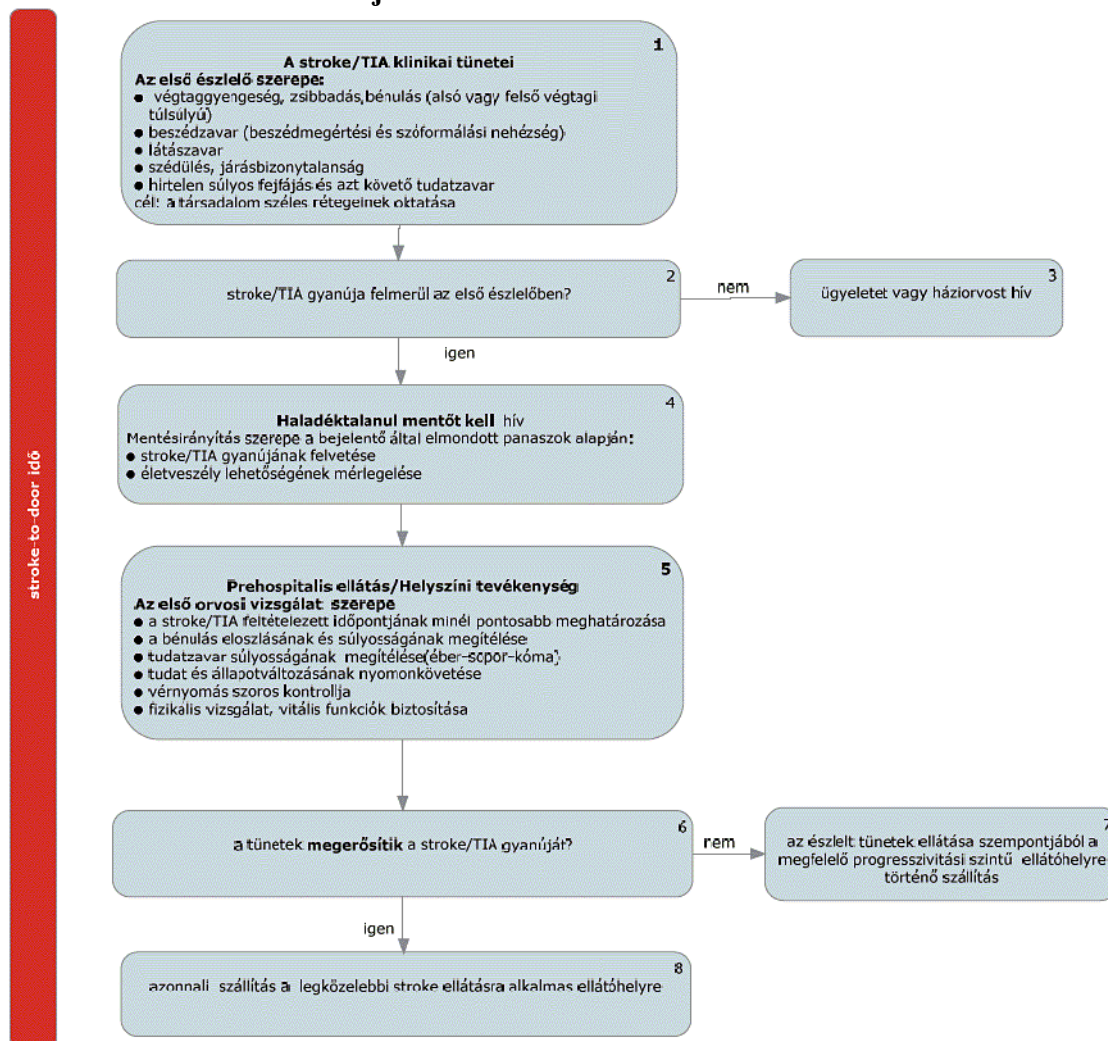 1
A stroke/TIA klinikai tünetei
Az első észlelő szerepe:
● végtaggyengeség, zsibbadás,bénulás (alsó vagy felső végtagi
túlsúlyú)
● beszédzavar (beszédmegértési és szóformálási nehézség)
● látászavar
● szédülés, járásbizonytalanság
● hirtelen súlyos fejfájás és azt követő tudatzavar
cél: a társadalom széles rétegeinek oktatása
2
stroke/TIA gyanúja felmerül az első észlelőben?
nem
3
ügyeletet vagy háziorvost hív
igen
4
Haladéktalanul mentőt kell hív
Mentésirányítás szerepe a bejelentő által elmondott panaszok alapján:
● stroke/TIA gyanújának felvetése
● életveszély lehetőségének mérlegelése
stroke-to-door idő
5
Prehospitalis ellátás/Helyszíni tevékenység
Az első orvosi vizsgálat szerepe
● a stroke/TIA feltételezett időpontjának minél pontosabb meghatározása
● a bénulás eloszlásának és súlyosságának megítélése
● tudatzavar súlyosságának megítélése(éber-sopor-kóma)
● tudat és állapotváltozásának nyomonkövetése
● vérnyomás szoros kontrollja
● fizikális vizsgálat, vitális funkciók biztosítása
6
a tünetek megerősítik a stroke/TIA gyanúját?
nem
7
az észlelt tünetek ellátása szempontjából a
megfelelő progresszivitási szintű ellátóhelyre
történő szállítás
igen
8
azonnali szállítás a legközelebbi stroke ellátásra alkalmas ellátóhelyre